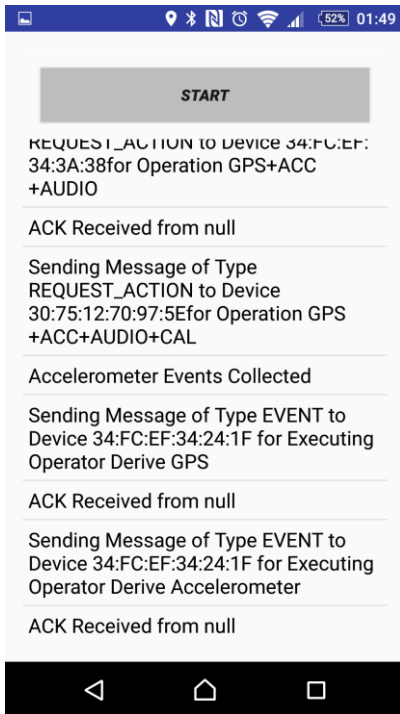 52% 01:49
START
REQUEST_ACTION to Device 34:FC:EF:
34:3A:38for Operation GPS+ACC
+AUDIO
ACK Received from null
Sending Message of Type
REQUEST_ACTION to Device
30:75:12:70:97:5Efor Operation GPS
+ACC+AUDIO+CAL
Accelerometer Events Collected
Sending Message of Type EVENT to
Device 34:FC:EF:34:24:1F for Executing
Operator Derive GPS
ACK Received from null
Sending Message of Type EVENT to
Device 34:FC:EF:34:24:1F for Executing
Operator Derive Accelerometer
ACK Received from null